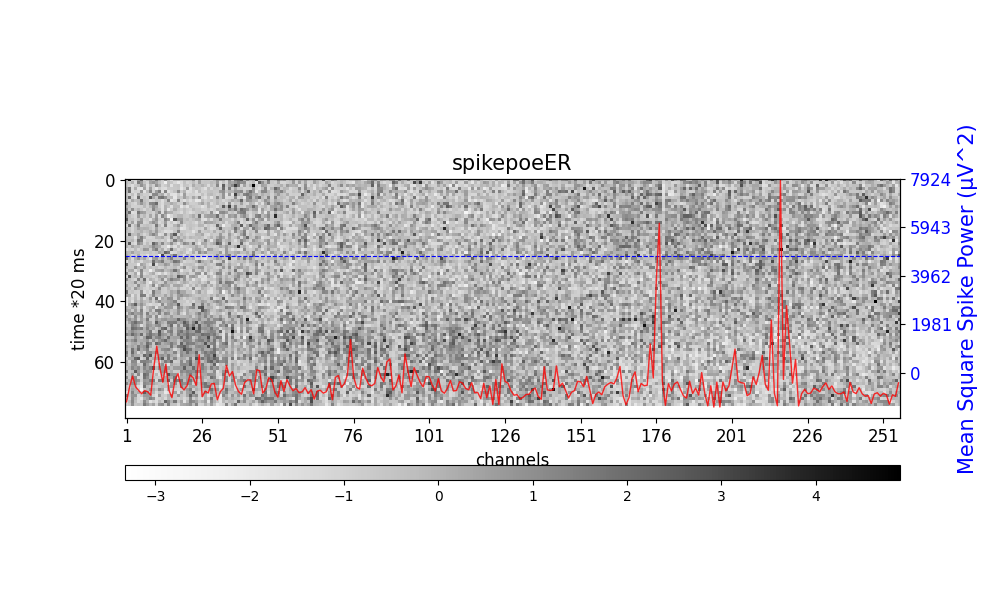 spikepoeER
0
20
40
60
time *20 ms
7924
5943
3962
1981
0
Mean Square Spike Power (μV^2)
1 26 51 76 101 126 151 176 201 226 251
channels
−3 −2 −1 0 1 2 3 4